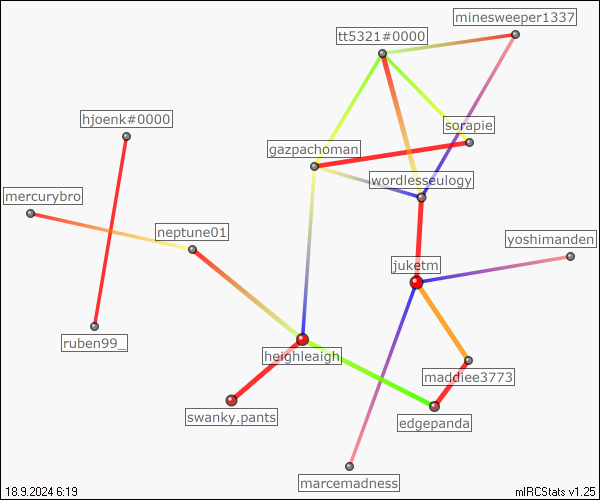 minesweeper1337
tt5321#0000
hjoenk#0000
sorapie
gazpachoman
wordlesseulogy
mercurybro
neptune01
yoshimanden
juketm
ruben99_
heighleaigh
maddiee3773
swanky.pants
edgepanda
marcemadness
18.9.2024 6:19
mIRCStats v1.25